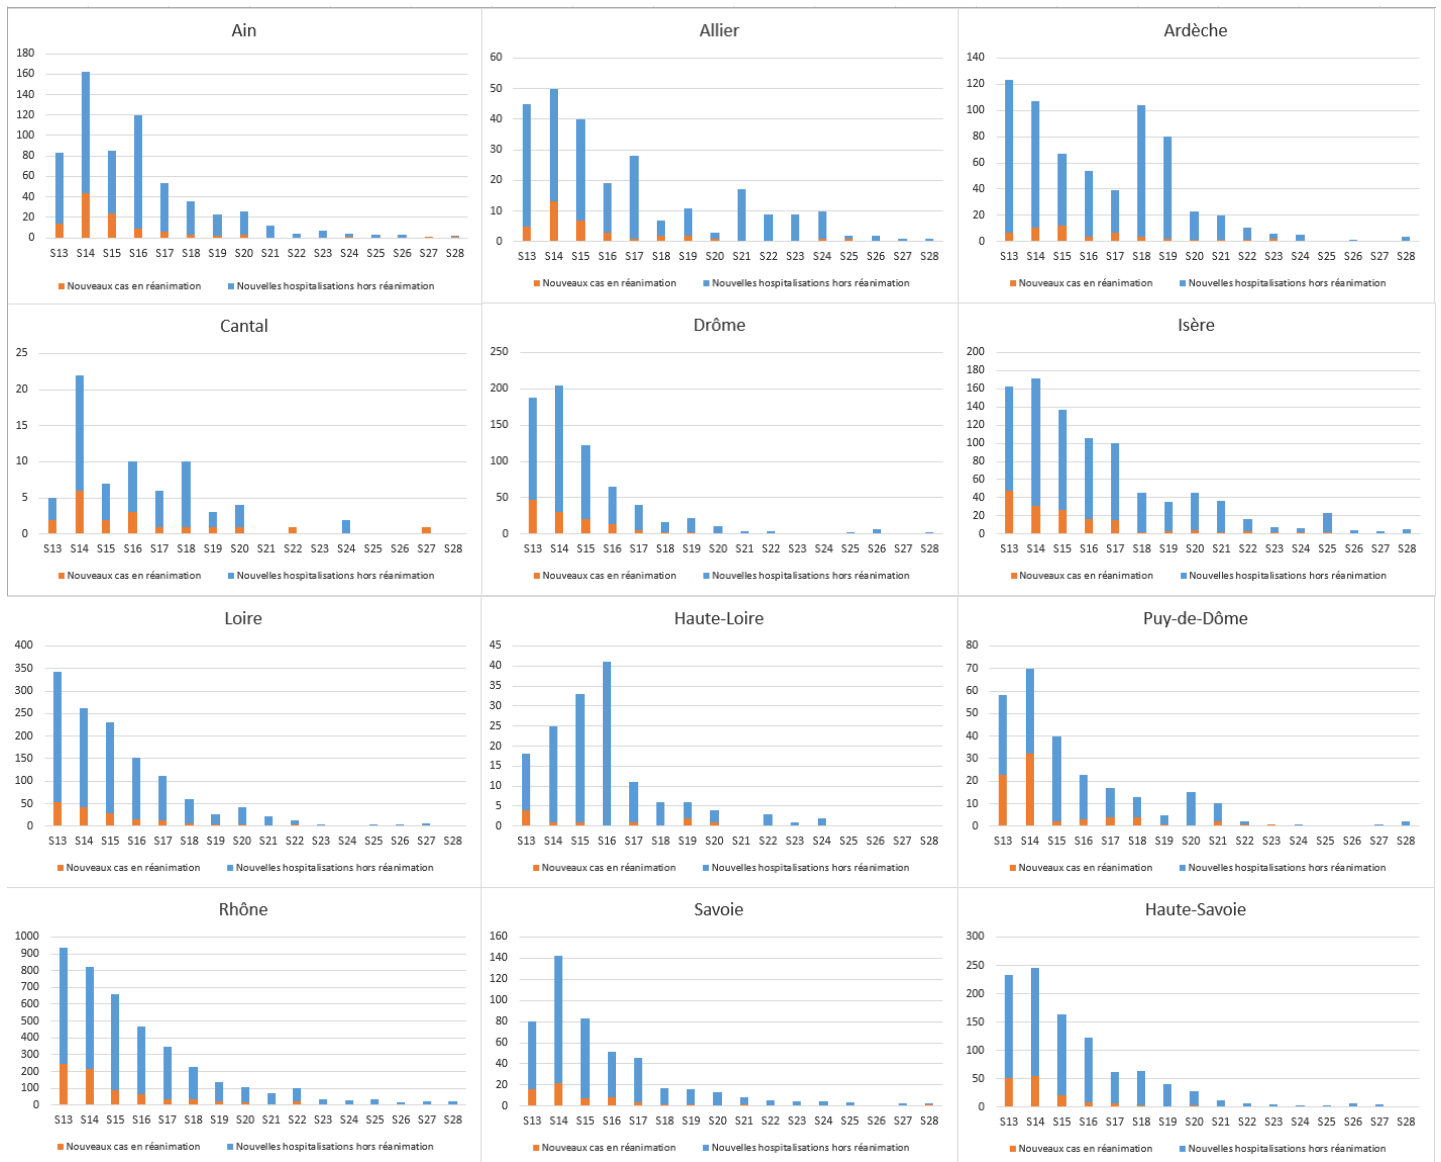 Ain
180
160
140
120
100
80
60
40
20
0
S13 S14 S15 S16 S17 S18 S19 S20 S21 S22 S23 S24 S25 S26 S27 S28
Nouveaux cas en réanimation Nouvelles hospitalisations hors réanimation
Allier
60
50
40
30
20
10
0
S13 S14 S15 S16 S17 S18 S19 S20 S21 S22 S23 S24 S25 S26 S27 S28
Nouveaux cas en réanimation Nouvelles hospitalisations hors réanimation
Ardèche
140
120
100
80
60
40
20
0
S13 S14 S15 S16 S17 S18 S19 S20 S21 S22 S23 S24 S25 S26 S27 S28
Nouveaux cas en réanimation Nouvelles hospitalisations hors réanimation
Cantal
25
20
15
10
5
0
S13 S14 S15 S16 S17 S18 S19 S20 S21 S22 S23 S24 S25 S26 S27 S28
Nouveaux cas en réanimation Nouvelles hospitalisations hors réanimation
Drôme
250
200
150
100
50
0
S13 S14 S15 S16 S17 S18 S19 S20 S21 S22 S23 S24 S25 S26 S27 S28
Nouveaux cas en réanimation Nouvelles hospitalisations hors réanimation
Isère
200
180
160
140
120
100
80
60
40
20
0
S13 S14 S15 S16 S17 S18 S19 S20 S21 S22 S23 S24 S25 S26 S27 S28
Nouveaux cas en réanimation Nouvelles hospitalisations hors réanimation
Loire
400
350
300
250
200
150
100
50
0
S13 S14 S15 S16 S17 S18 S19 S20 S21 S22 S23 S24 S25 S26 S27 S28
Nouveaux cas en réanimation Nouvelles hospitalisations hors réanimation
Haute-Loire
45
40
35
30
25
20
15
10
5
0
S13 S14 S15 S16 S17 S18 S19 S20 S21 S22 S23 S24 S25 S26 S27 S28
Nouveaux cas en réanimation Nouvelles hospitalisations hors réanimation
Puy-de-Dôme
80
70
60
50
40
30
20
10
0
S13 S14 S15 S16 S17 S18 S19 S20 S21 S22 S23 S24 S25 S26 S27 S28
Nouveaux cas en réanimation Nouvelles hospitalisations hors réanimation
Rhône
1000
900
800
700
600
500
400
300
200
100
0
S13 S14 S15 S16 S17 S18 S19 S20 S21 S22 S23 S24 S25 S26 S27 S28
Nouveaux cas en réanimation Nouvelles hospitalisations hors réanimation
Savoie
160
140
120
100
80
60
40
20
0
S13 S14 S15 S16 S17 S18 S19 S20 S21 S22 S23 S24 S25 S26 S27 S28
Nouveaux cas en réanimation Nouvelles hospitalisations hors réanimation
Haute-Savoie
300
250
200
150
100
50
0
S13 S14 S15 S16 S17 S18 S19 S20 S21 S22 S23 S24 S25 S26 S27 S28
Nouveaux cas en réanimation Nouvelles hospitalisations hors réanimation